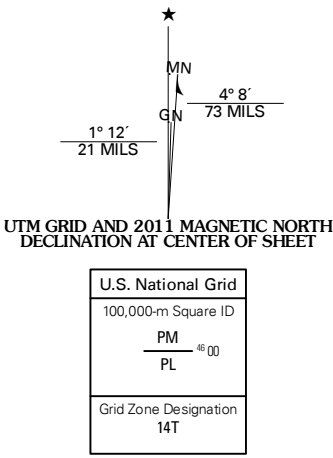 ★
MN
4° 8´
73 MILS
GN
1° 12´
21 MILS
UTM GRID AND 2011 MAGNETIC NORTH
DECLINATION AT CENTER OF SHEET
U.S. National Grid
100,000-m Square ID
PM
46 00
PL
Grid Zone Designation
14T